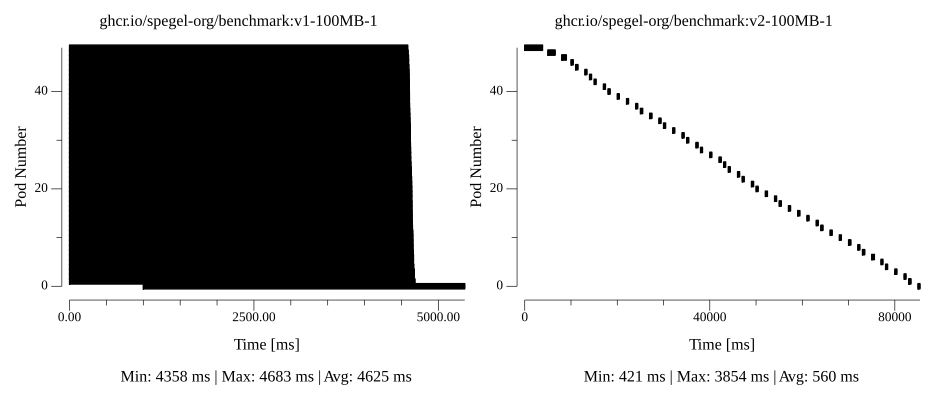 ghcr.io/spegel-org/benchmark:v1-100MB-1
Pod Number
40
20
0
0.00
2500.00
5000.00
Time [ms]
Min: 4358 ms | Max: 4683 ms | Avg: 4625 ms
ghcr.io/spegel-org/benchmark:v2-100MB-1
Pod Number
40
20
0
0
40000
80000
Time [ms]
Min: 421 ms | Max: 3854 ms | Avg: 560 ms